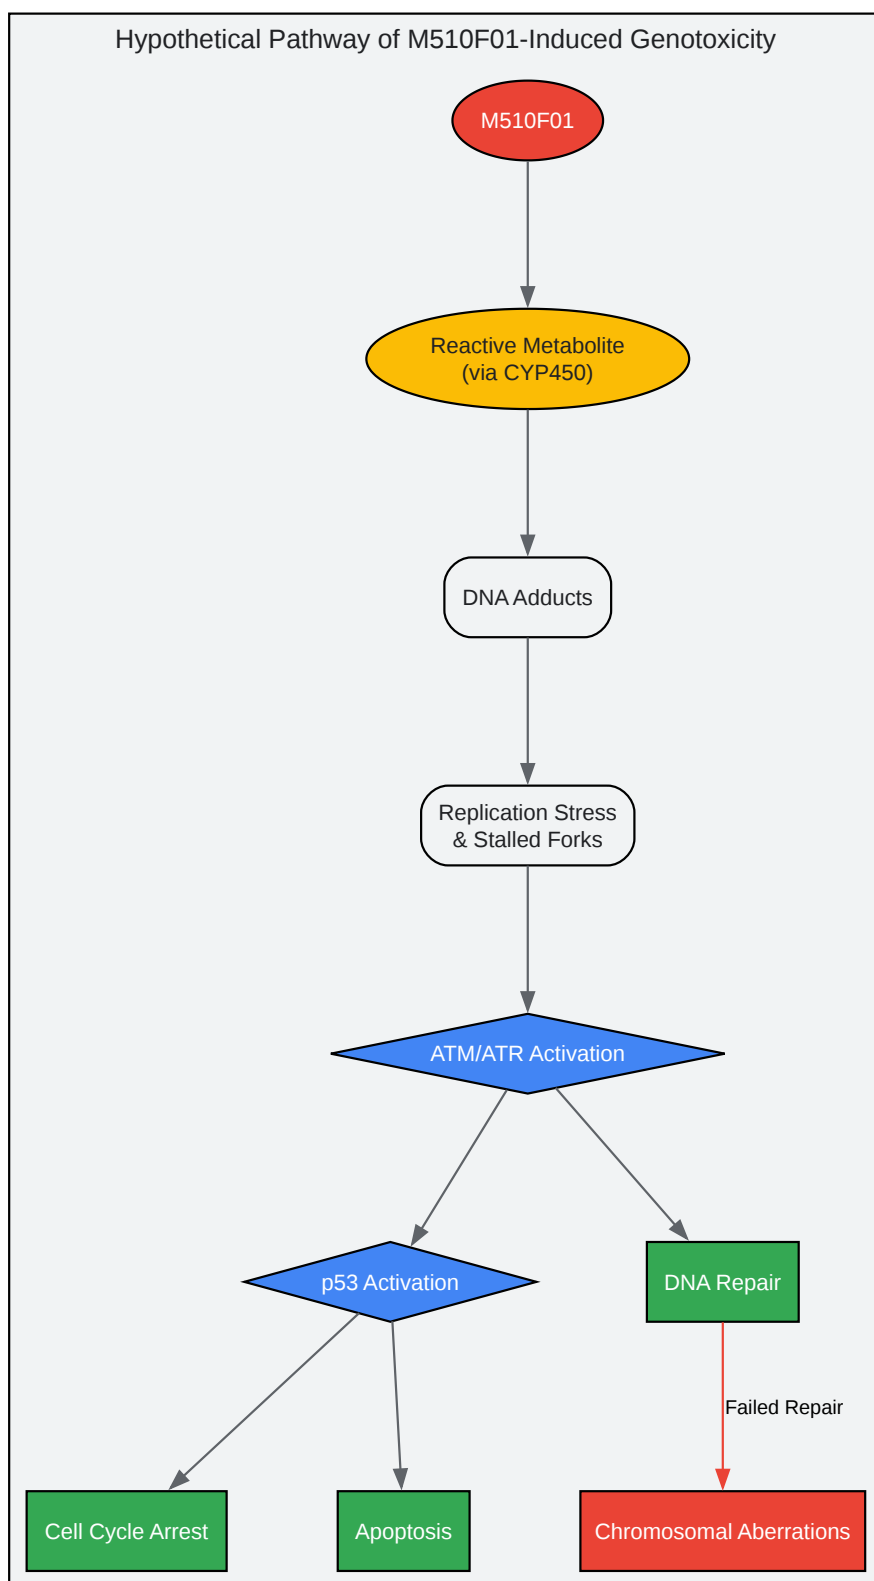 Hypothetical Pathway of M510F01-Induced Genotoxicity
M510F01
Reactive Metabolite
(via CYP450)
DNA Adducts
Replication Stress
& Stalled Forks
ATM/ATR Activation
p53 Activation
DNA Repair
Failed Repair
Cell Cycle Arrest
Apoptosis
Chromosomal Aberrations